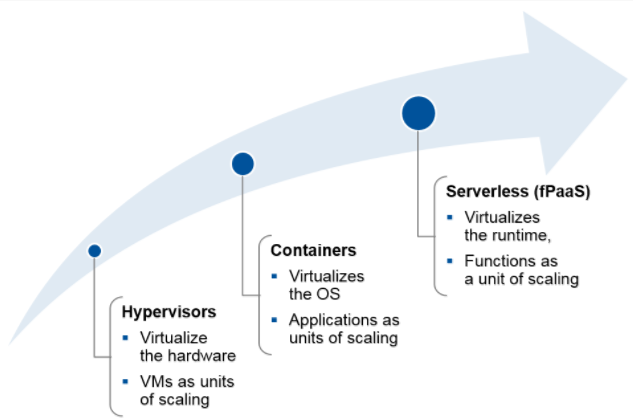 Hypervisors
Virtualize
the hardware
VMs as units
of scaling
Containers
Virtualizes
the OS
Applications as
units of scaling
Serverless (fPaaS)
Virtualizes
the runtime,
Functions as
a unit of scaling